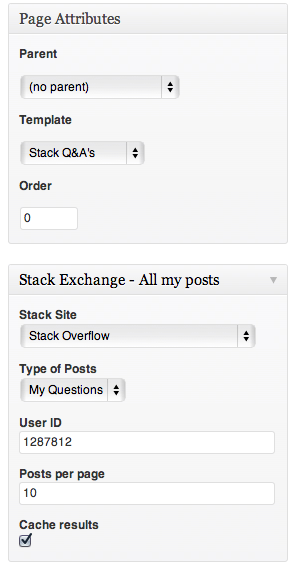 Page Attributes
Parent
(no parent)
Template
Stack Q&A's
Order
0
Stack Exchange - All my posts
Stack Site
Stack Overflow
Type of Posts
My Questions
User ID
1287812
Posts per page
10
Cache results